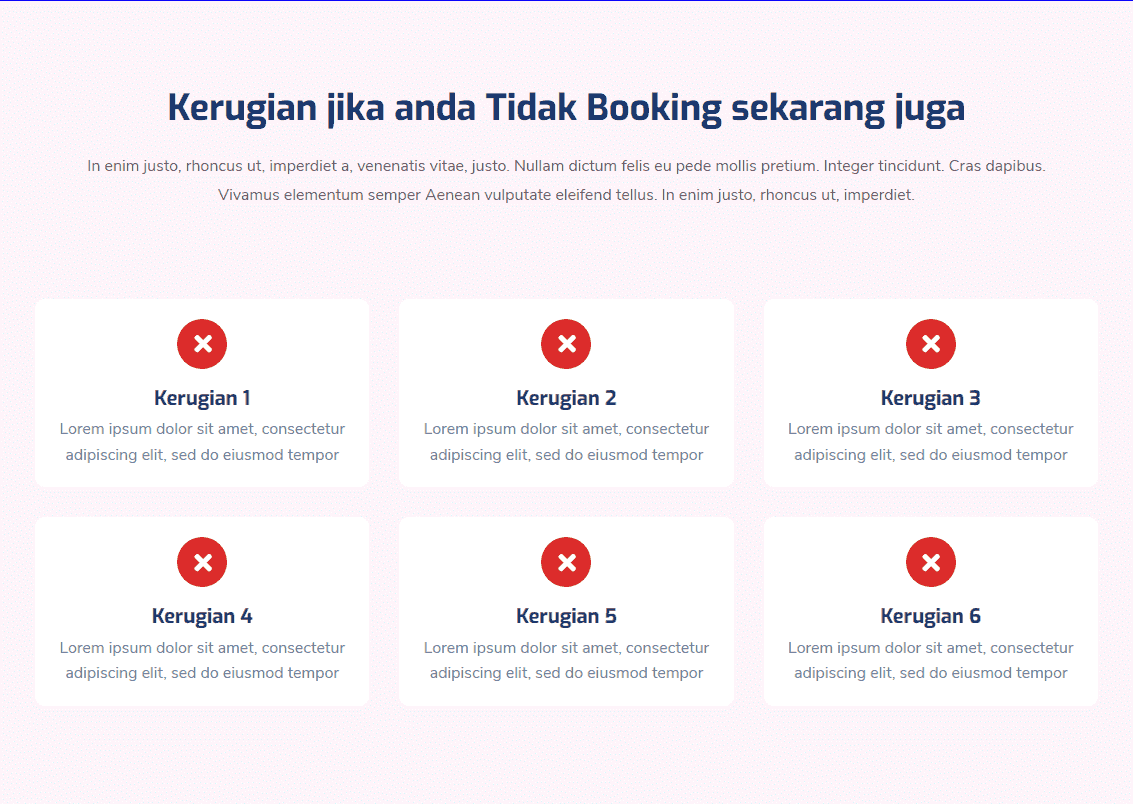 Kerugian jika anda Tidak Booking sekarang juga
In enim justo, rhoncus ut, imperdiet a, venenatis vitae, justo. Nullam dictum felis eu pede mollis pretium. Integer tincidunt. Cras dapibus.
Vivamus elementum semper Aenean vulputate eleifend tellus. In enim justo, rhoncus ut, imperdiet.
Kerugian 1
Lorem ipsum dolor sit amet, consectetur
adipiscing elit, sed do eiusmod tempor
Kerugian 2
Lorem ipsum dolor sit amet, consectetur
adipiscing elit, sed do eiusmod tempor
Kerugian 3
Lorem ipsum dolor sit amet, consectetur
adipiscing elit, sed do eiusmod tempor
Kerugian 4
Lorem ipsum dolor sit amet, consectetur
adipiscing elit, sed do eiusmod tempor
Kerugian 5
Lorem ipsum dolor sit amet, consectetur
adipiscing elit, sed do eiusmod tempor
Kerugian 6
Lorem ipsum dolor sit amet, consectetur
adipiscing elit, sed do eiusmod tempor